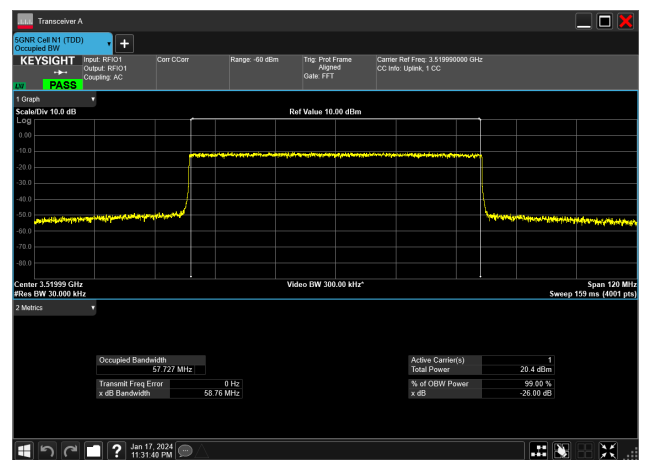 Transceiver A
5GNR Cell N1 (TDD)
Occupied BW
KEYSIGHT
LV
PASS
Input: RFIO1
Output: RFIO1
Coupling: AC
Corr CCorr
Range: -60 dBm
Trig: Prot Frame
Aligned
Gate: FFT
Carrier Ref Freq: 3.519990000 GHz
CC Info: Uplink, 1 CC
1 Graph
Scale/Div 10.0 dB
Ref Value 10.00 dBm
Log
0.00
-10.0
-20.0
-30.0
-40.0
-50.0
-60.0
-70.0
-80.0
Center 3.51999 GHz
#Res BW 30.000 kHz
Video BW 300.00 kHz*
Span 120 MHz
Sweep 159 ms (4001 pts)
2 Metrics
Occupied Bandwidth
57.727 MHz
Transmit Freq Error 0 Hz
x dB Bandwidth 58.76 MHz
Active Carrier(s) 1
Total Power 20.4 dBm
% of OBW Power 99.00 %
x dB -26.00 dB
?
Jan 17, 2024
11:31:40 PM